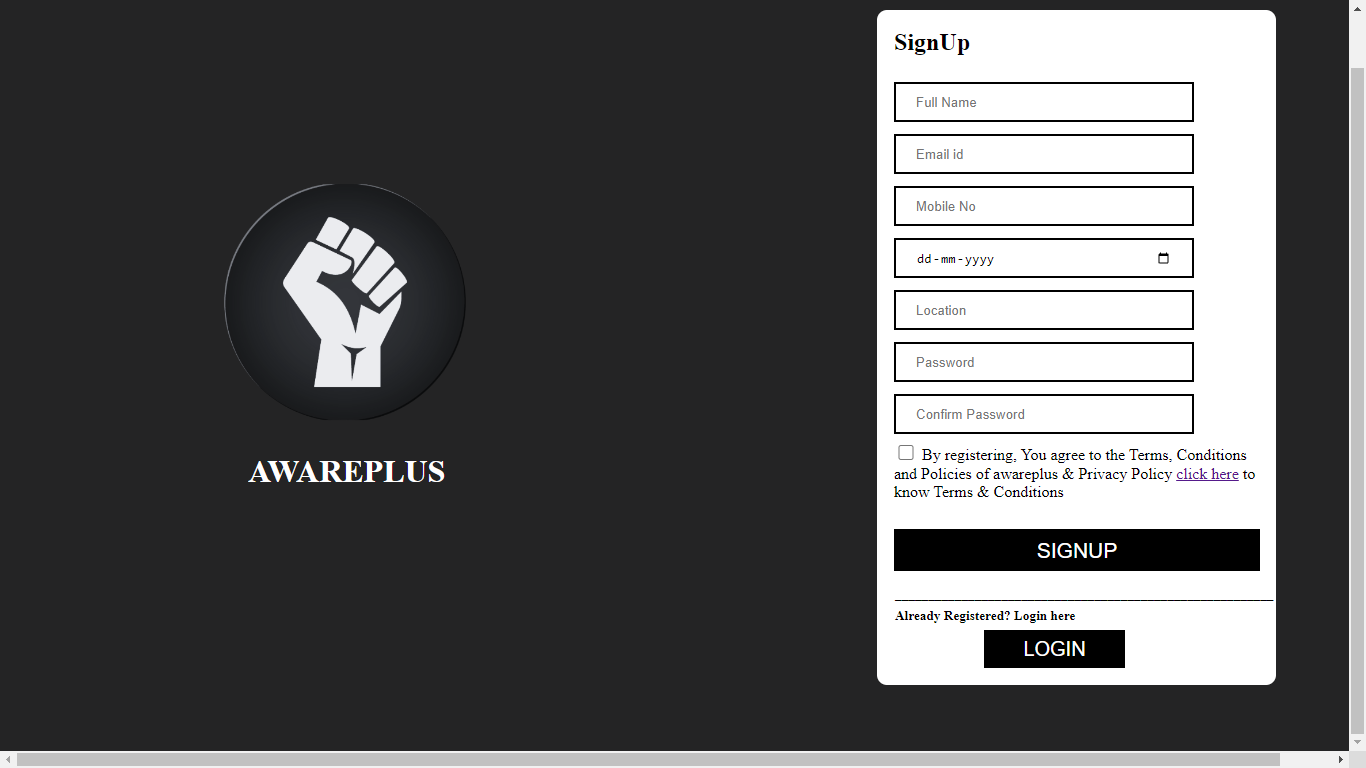 SignUp
Full Name
Email id
Mobile No
dd-mm-yyyy
Location
Password
Confirm Password
By registering, You agree to the Terms, Conditions
and Policies of awareplus & Privacy Policy click here to
know Terms & Conditions
SIGNUP
Already Registered? Login here
LOGIN
AWAREPLUS